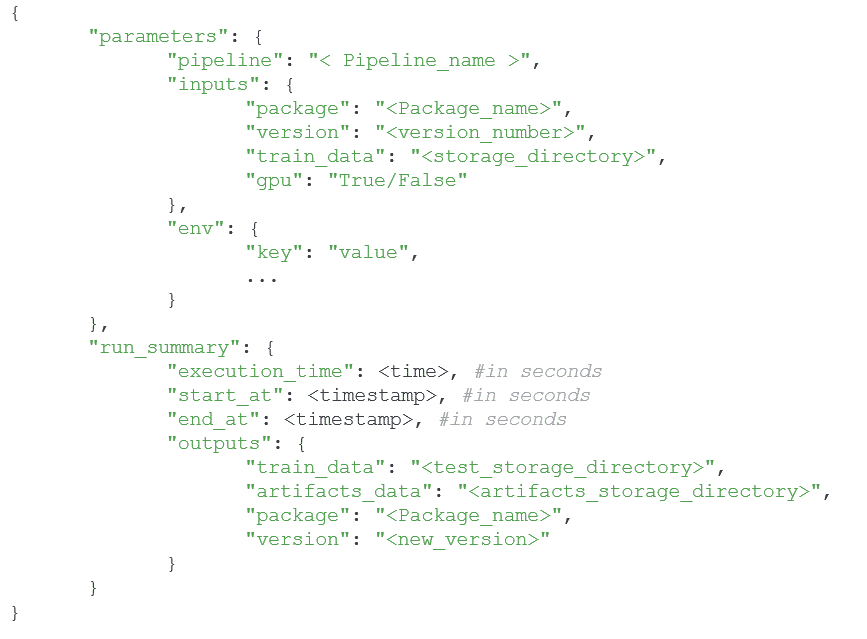 {
"parameters": {
"pipeline": "< Pipeline_name >",
"inputs": {
"package": "<Package_name>",
"version": "<version_number>",
"train_data": "<storage_directory>",
"gpu": "True/False"
},
"env": {
"key": "value",
...
}
},
"run_summary": {
"execution_time": <time>, #in seconds
"start_at": <timestamp>, #in seconds
"end_at": <timestamp>, #in seconds
"outputs": {
"train_data": "<test_storage_directory>",
"artifacts_data": "<artifacts_storage_directory>",
"package": "<Package_name>",
"version": "<new_version>"
}
}
}